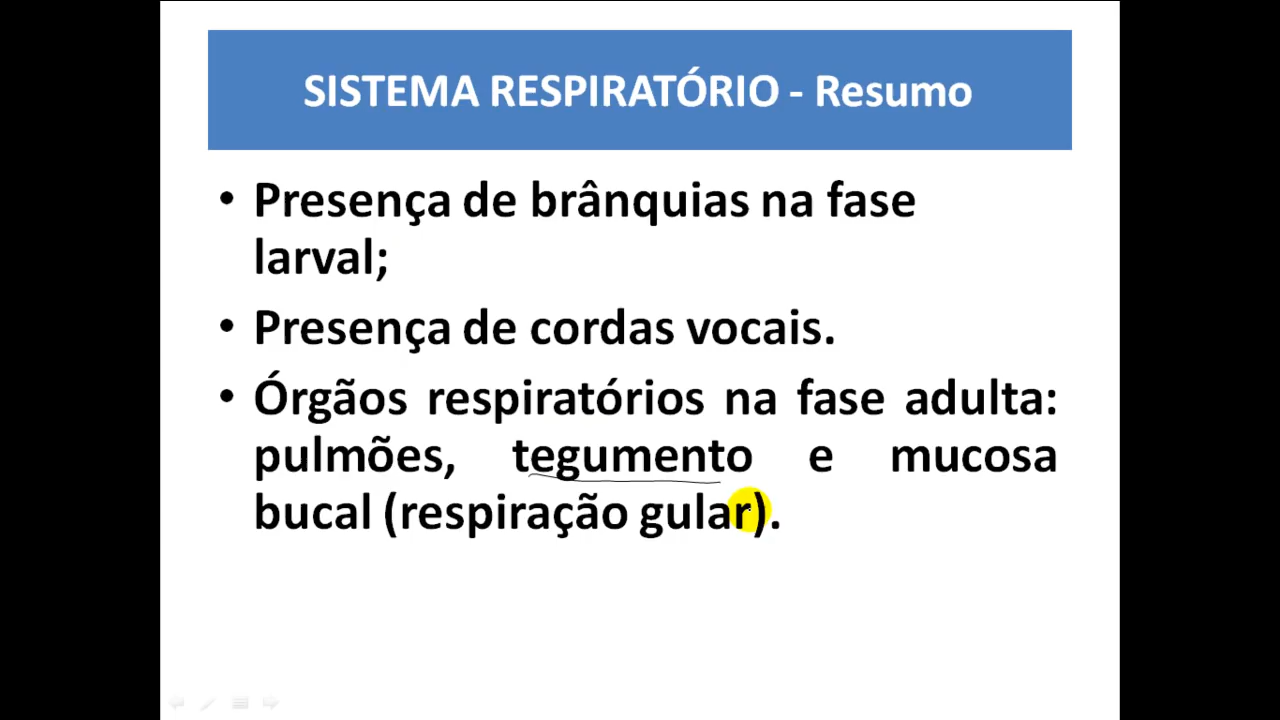 SISTEMA RESPIRATÓRIO - Resumo
• Presença de brânquias na fase
larval;
• Presença de cordas vocais.
• Órgãos respiratórios na fase adulta:
pulmões, tegumento e mucosa
bucal (respiração gular).